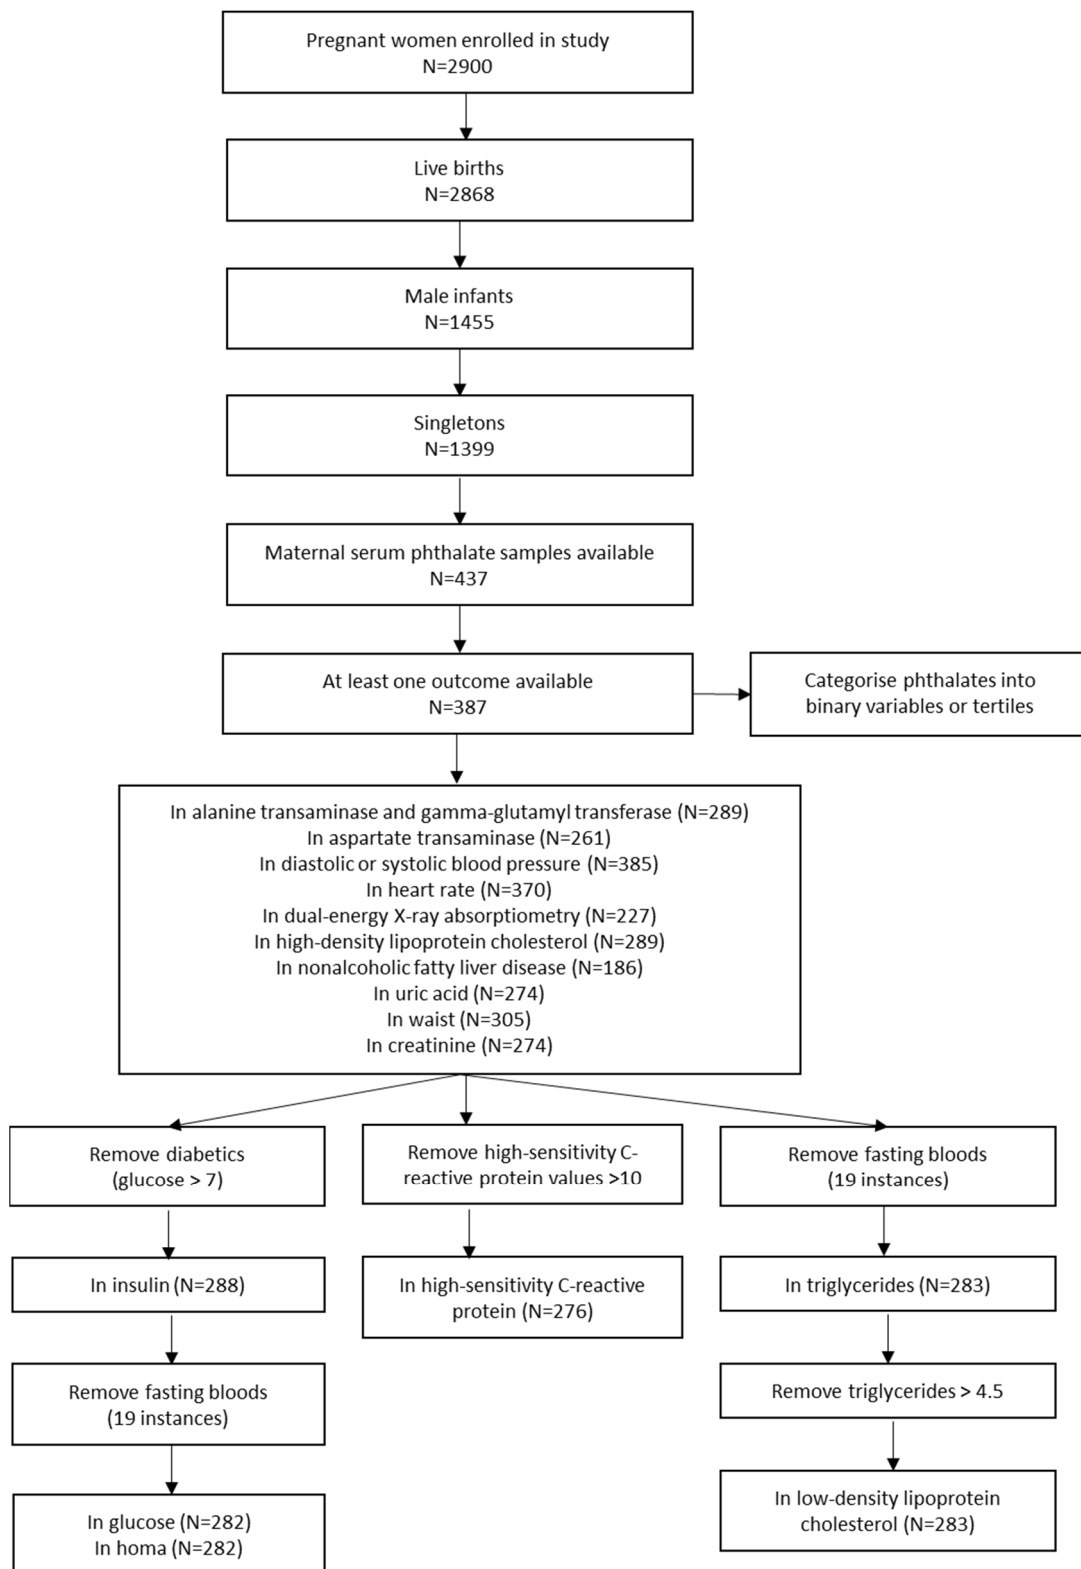 Pregnant women enrolled in study
N=2900
Live births
N=2868
Male infants
N=1455
Singletons
N=1399
Maternal serum phthalate samples available
N=437
At least one outcome available
N=387
Categorise phthalates into
binary variables or tertiles
In alanine transaminase and gamma-glutamyl transferase (N=289)
In aspartate transaminase (N=261)
In diastolic or systolic blood pressure (N=385)
In heart rate (N=370)
In dual-energy X-ray absorptiometry (N=227)
In high-density lipoprotein cholesterol (N=289)
In nonalcoholic fatty liver disease (N=186)
In uric acid (N=274)
In waist (N=305)
In creatinine (N=274)
Remove diabetics
(glucose > 7)
In insulin (N=288)
Remove fasting bloods
(19 instances)
In glucose (N=282)
In homa (N=282)
Remove high-sensitivity C-
reactive protein values >10
In high-sensitivity C-reactive
protein (N=276)
Remove fasting bloods
(19 instances)
In triglycerides (N=283)
Remove triglycerides > 4.5
In low-density lipoprotein
cholesterol (N=283)